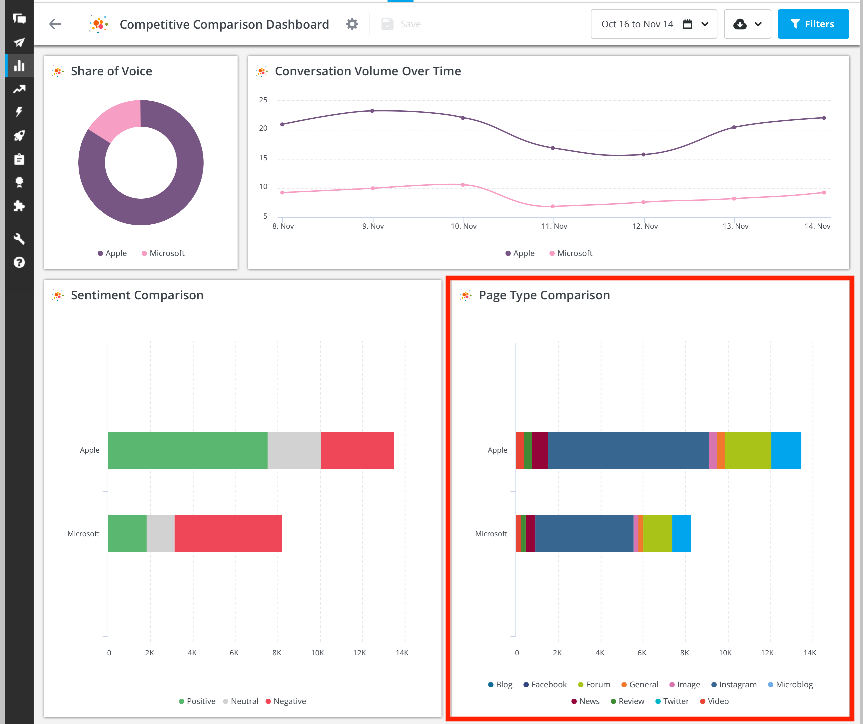 Competitive Comparison Dashboard
Save
Oct 16 to Nov 14
Filters
Share of Voice
Apple Microsoft
Conversation Volume Over Time
25
20
15
10
5
8. Nov 9. Nov 10. Nov 11. Nov 12. Nov 13. Nov 14. Nov
Apple Microsoft
Sentiment Comparison
Apple
Microsoft
0 2K 4K 6K 8K 10K 12K 14K
Positive Neutral Negative
Page Type Comparison
Apple
Microsoft
0 2K 4K 6K 8K 10K 12K 14K
Blog Facebook Forum General Image Instagram Microblog
News Review Twitter Video